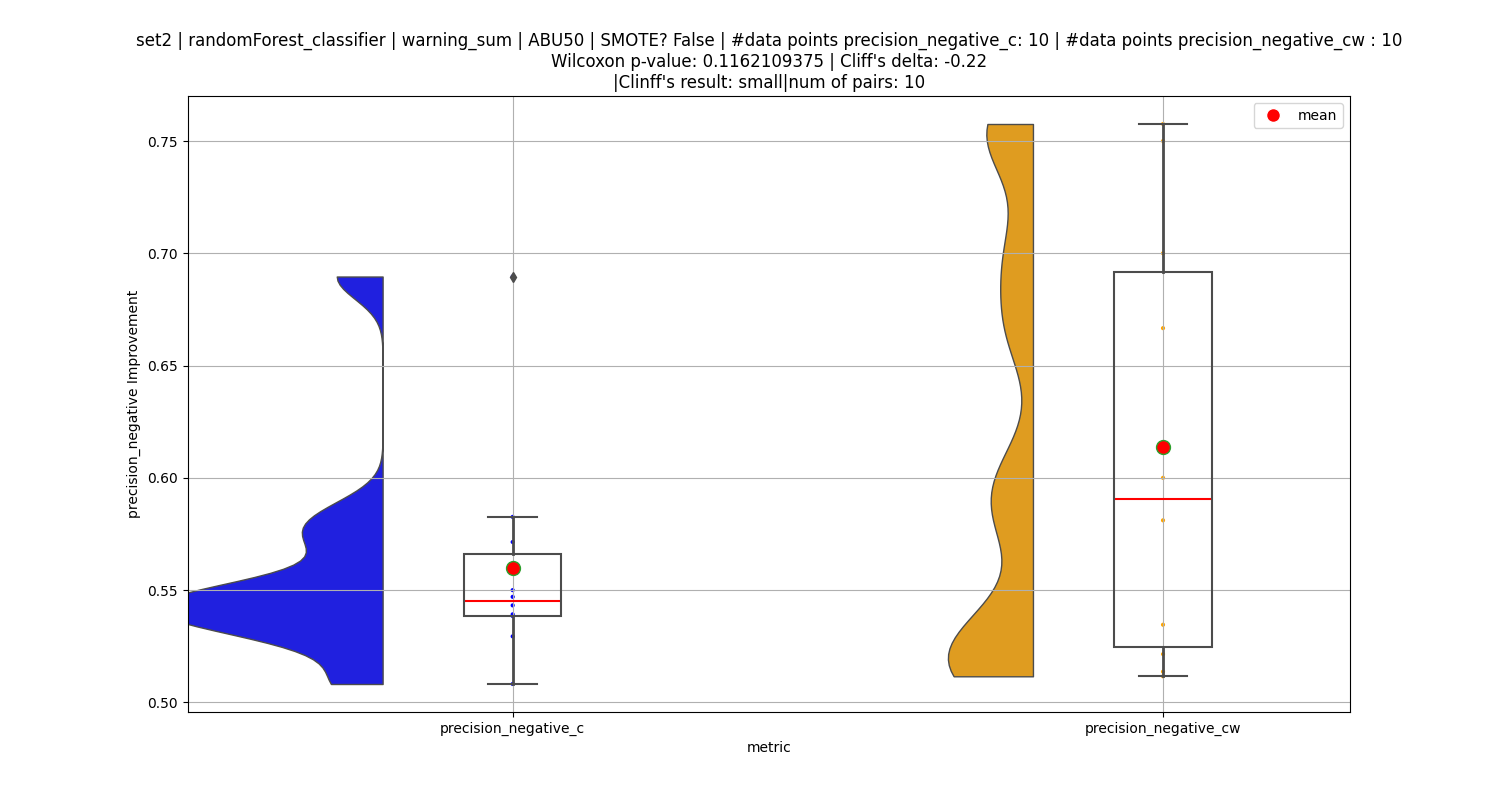 set2 | randomForest_classifier | warning_sum | ABU50 | SMOTE? False | #data points precision_negative_c: 10 | #data points precision_negative_cw : 10
Wilcoxon p-value: 0.1162109375 | Cliff's delta: -0.22
|Clinff's result: small|num of pairs: 10
mean
0.75
0.70
0.65
0.60
0.55
0.50
precision_negative Improvement
precision_negative_c
precision_negative_cw
metric